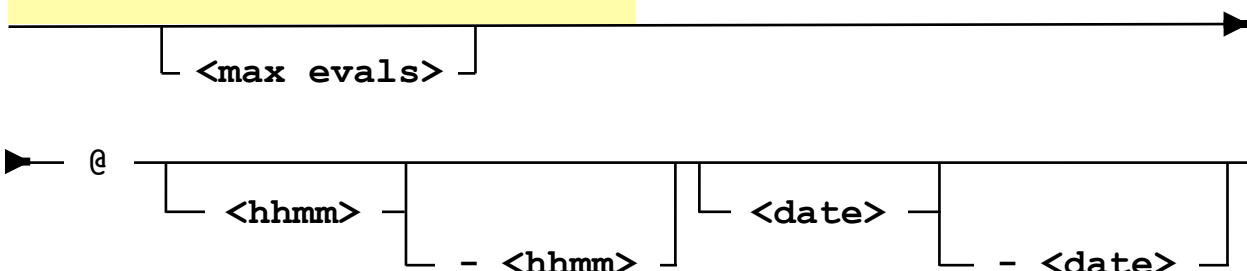 <max evals>
@
<hhmm> <date>
- <hhmm> - <date>